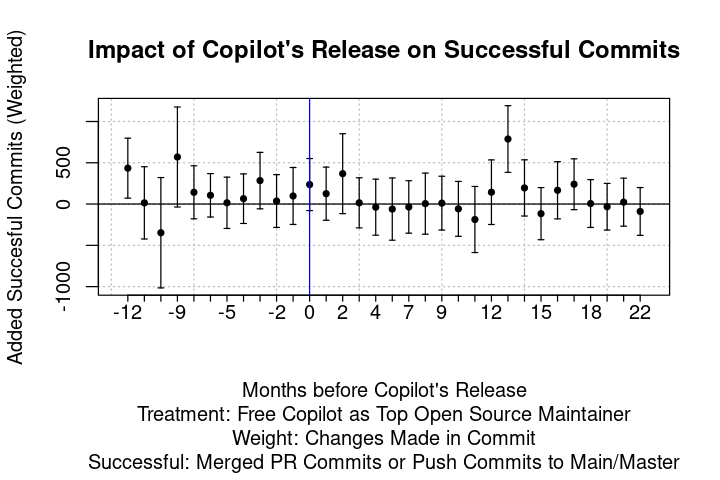 Impact of Copilot's Release on Successful Commits
Added Succesful Commits (Weighted)
500
0
-1000
-12 -9 -5 -2 0 2 4 7 9 12 15 18 22
Months before Copilot's Release
Treatment: Free Copilot as Top Open Source Maintainer
Weight: Changes Made in Commit
Successful: Merged PR Commits or Push Commits to Main/Master